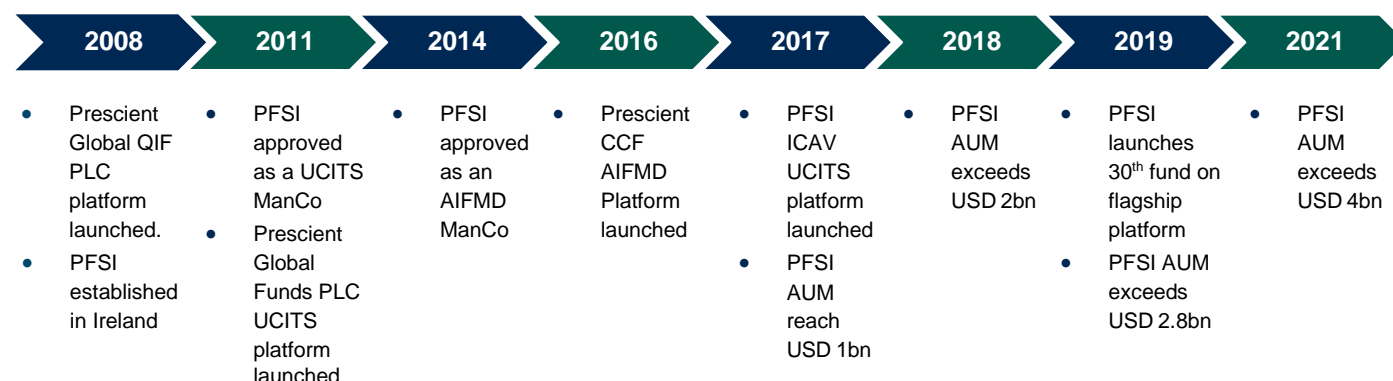 2008
2011
2014
2016
2017
2018
2019
2021
• Prescient
Global QIF
PLC
platform
launched.
• PFSI
established
in Ireland
• PFSI
approved
as a UCITS
ManCo
• Prescient
Global
Funds PLC
UCITS
platform
launched
• PFSI
approved
as an
AIFMD
ManCo
• Prescient
CCF
AIFMD
Platform
launched
• PFSI
ICAV
UCITS
platform
launched
• PFSI
AUM
reach
USD 1bn
• PFSI
AUM
exceeds
USD 2bn
• PFSI
launches
30th fund on
flagship
platform
• PFSI AUM
exceeds
USD 2.8bn
• PFSI
AUM
exceeds
USD 4bn